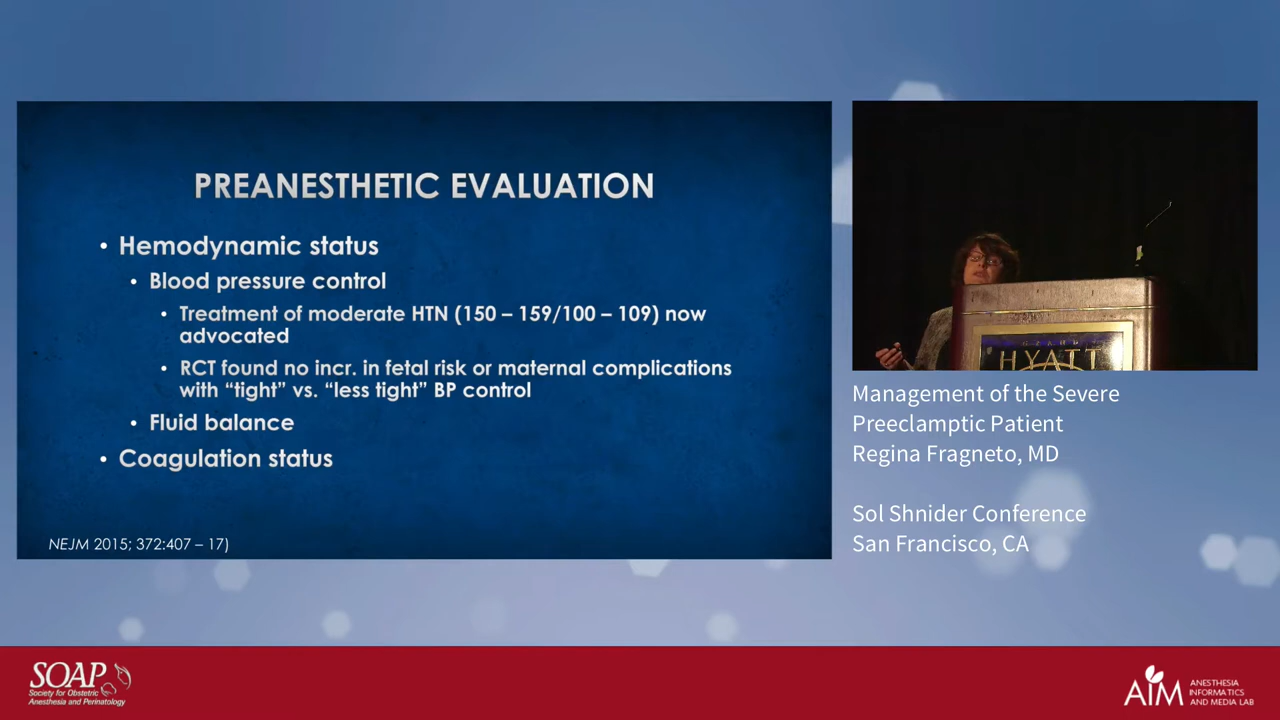 PREANESTHETIC EVALUATION
• Hemodynamic status
• Blood pressure control
• Treatment of moderate HTN (150 – 159/100 – 109) now
advocated
• RCT found no incr. in fetal risk or maternal complications
with “tight” vs. “less tight” BP control
• Fluid balance
• Coagulation status
NEJM 2015; 372:407 – 17)
HYATT
Management of the Severe
Preeclamptic Patient
Regina Fragneto, MD
Sol Shnider Conference
San Francisco, CA
SOAP
Society for Obstetric
Anesthesia and Perinatology
AIM
ANESTHESIA
INFORMATICS
AND MEDIA LAB